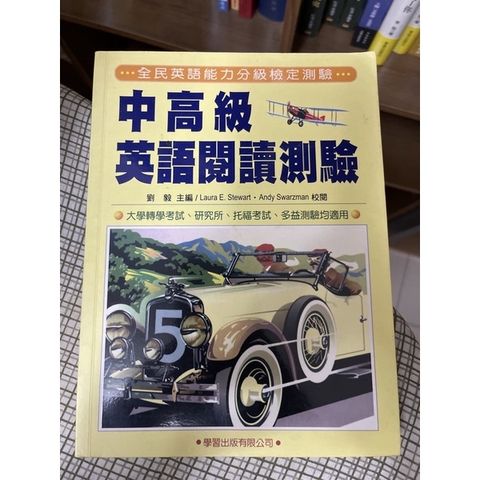 •••全民英語能力分級檢定測驗•••
中高級
英語閱讀測驗
劉 毅 主編/Laura E. Stewart・Andy Swarzman 校閱
●大學轉學考試、研究所、托福考試、多益測驗均適用●
5
●學習出版有限公司●